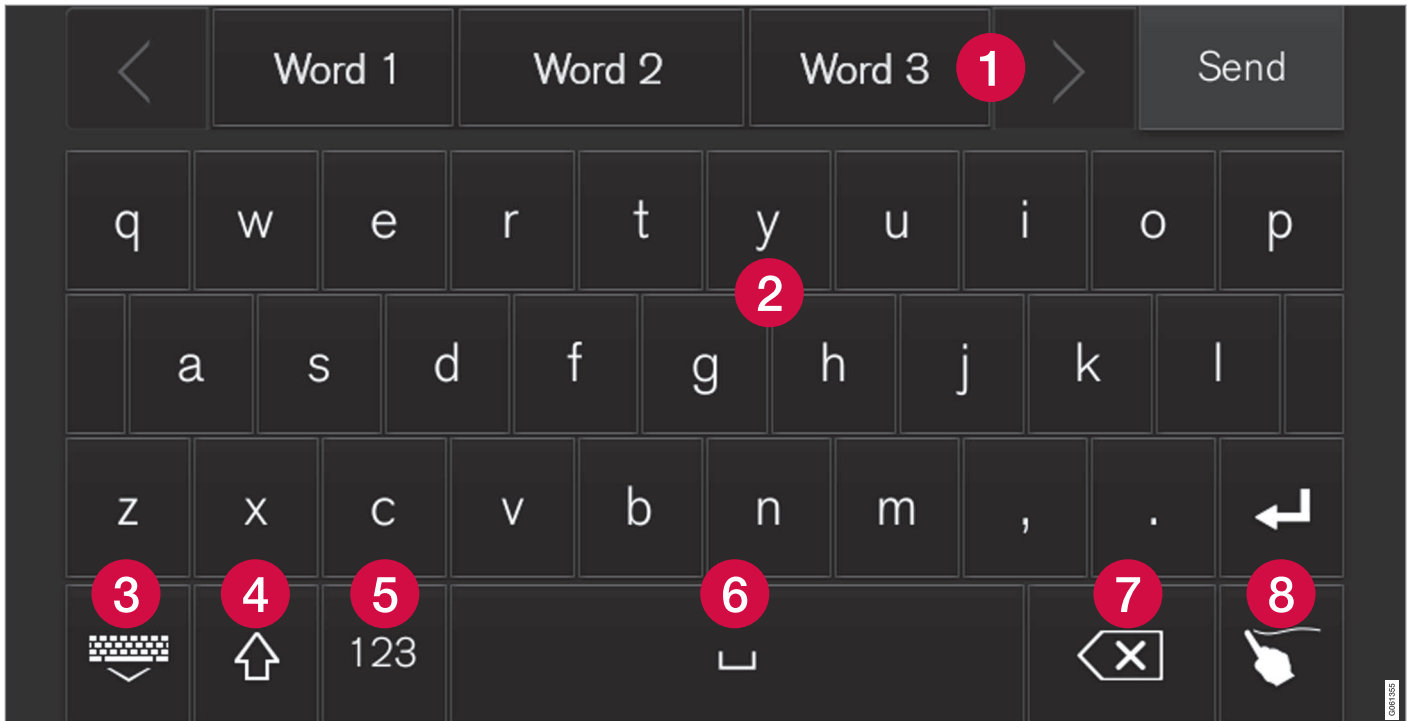 Word 1 Word 2 Word 3 1 Send
q w e r t y u i o p
2
a s d f g h j k l
z x c v b n m , .
3 4 5 6 7 8
123
G061355